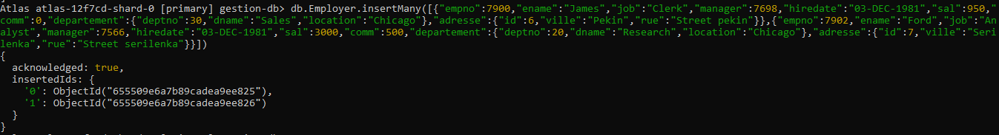 Atlas atlas-12f7cd-shard-0 [primary] gestion-db> db.Employer.insertMany([{"empno":7900,"ename":"James","job":"Clerk","manager":7698,"hiredate":"03-DEC-1981","sal":950,"
comm":0,"departement":{"deptno":30,"dname":"Sales","location":"Chicago"},"adresse":{"id":6,"ville":"Pekin","rue":"Street pekin"}},{"empno":7902,"ename":"Ford","job":"An
alyst","manager":7566,"hiredate":"03-DEC-1981","sal":3000,"comm":500,"departement":{"deptno":20,"dname":"Research","location":"Chicago"},"adresse":{"id":7,"ville":"Seri
lenka","rue":"Street serilenka"}}])
{
  acknowledged: true,
  insertedIds: {
    '0': ObjectId("655509e6a7b89cadea9ee825"),
    '1': ObjectId("655509e6a7b89cadea9ee826")
  }
}